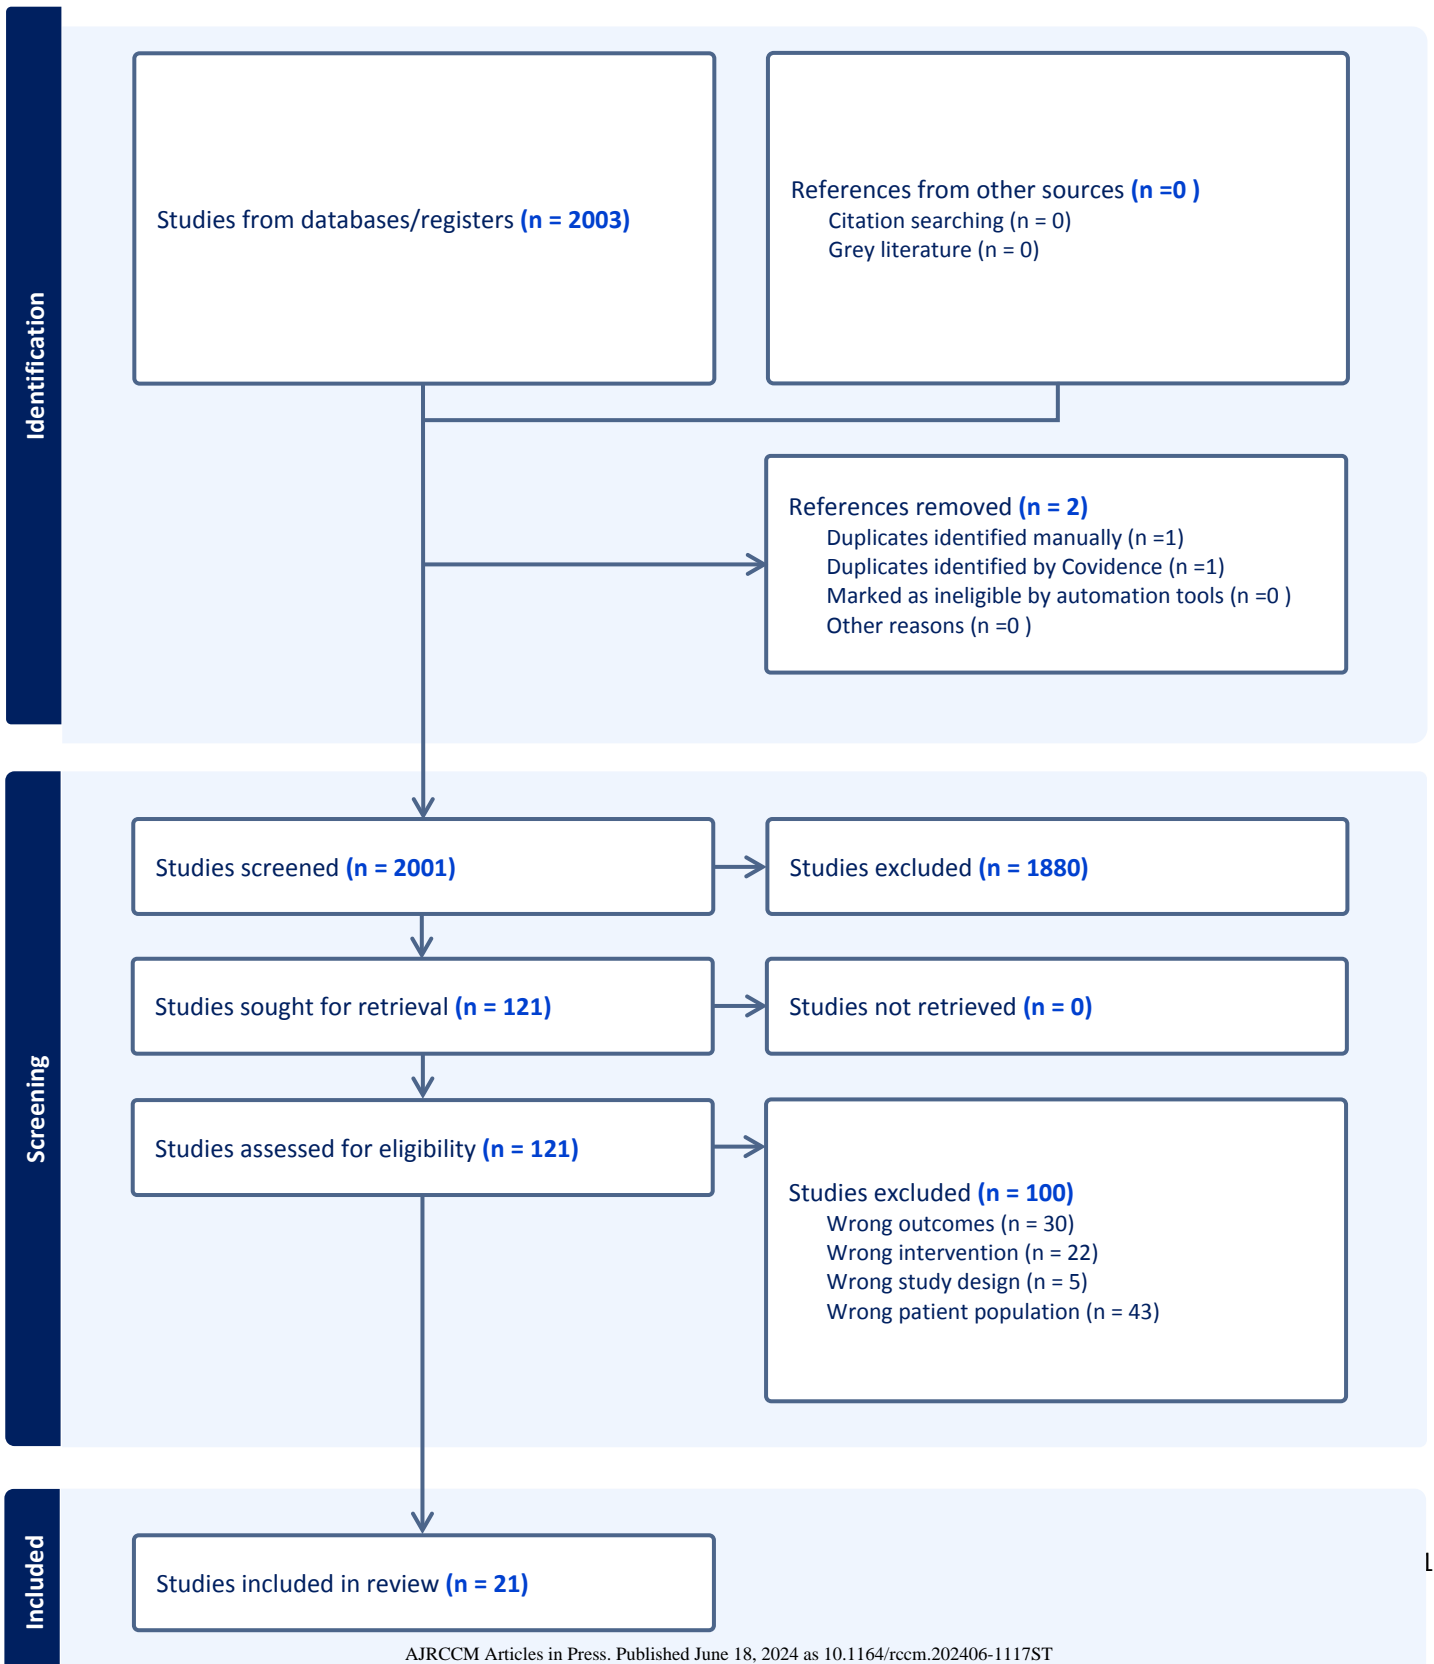 Identification
Studies from databases/registers (n = 2003)
References from other sources (n =0 )
Citation searching (n = 0)
Grey literature (n = 0)
References removed (n = 2)
Duplicates identified manually (n =1)
Duplicates identified by Covidence (n =1)
Marked as ineligible by automation tools (n =0 )
Other reasons (n =0 )
Screening
Studies screened (n = 2001)
Studies excluded (n = 1880)
Studies sought for retrieval (n = 121)
Studies not retrieved (n = 0)
Studies assessed for eligibility (n = 121)
Studies excluded (n = 100)
Wrong outcomes (n = 30)
Wrong intervention (n = 22)
Wrong study design (n = 5)
Wrong patient population (n = 43)
Included
Studies included in review (n = 21)
1
AJRCCM Articles in Press. Published June 18, 2024 as 10.1164/rccm.202406-1117ST